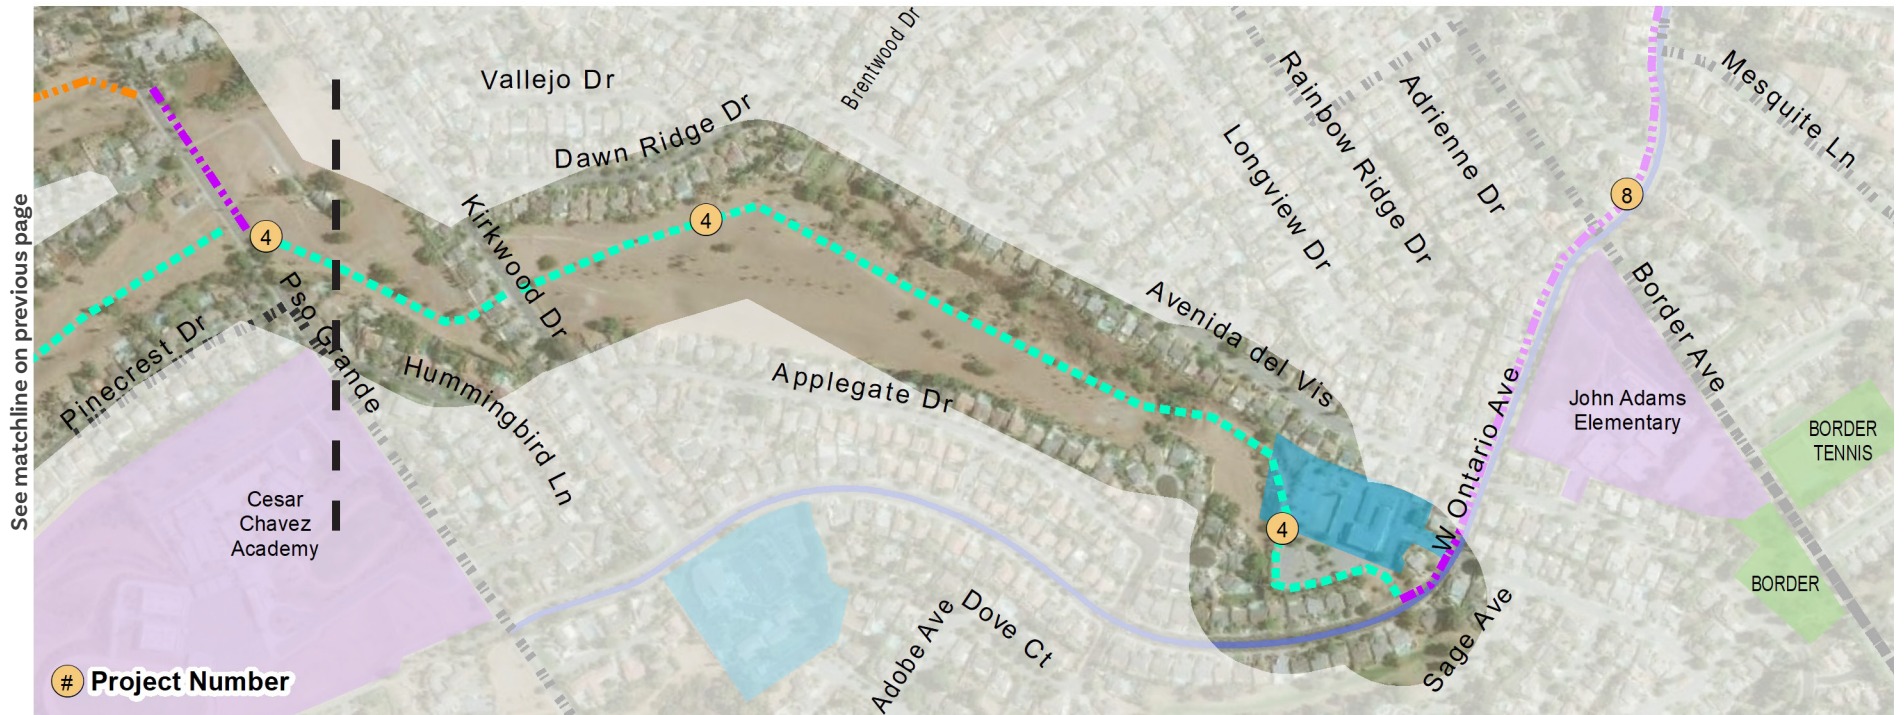 See matchline on previous page
Vallejo Dr
Brentwood Dr
Dawn Ridge Dr
Rainbow Ridge Dr
Adrienne Dr
Mesquite Ln
Longview Dr
8
4
4
Kirkwood Dr
Pso Grande
Pinecrest Dr
Hummingbird Ln
Applegate Dr
Avenida del Vis
Border Ave
W Ontario Ave
John Adams
Elementary
BORDER
TENNIS
Cesar
Chavez
Academy
4
BORDER
Adobe Ave
Dove Ct
Sage Ave
# Project Number